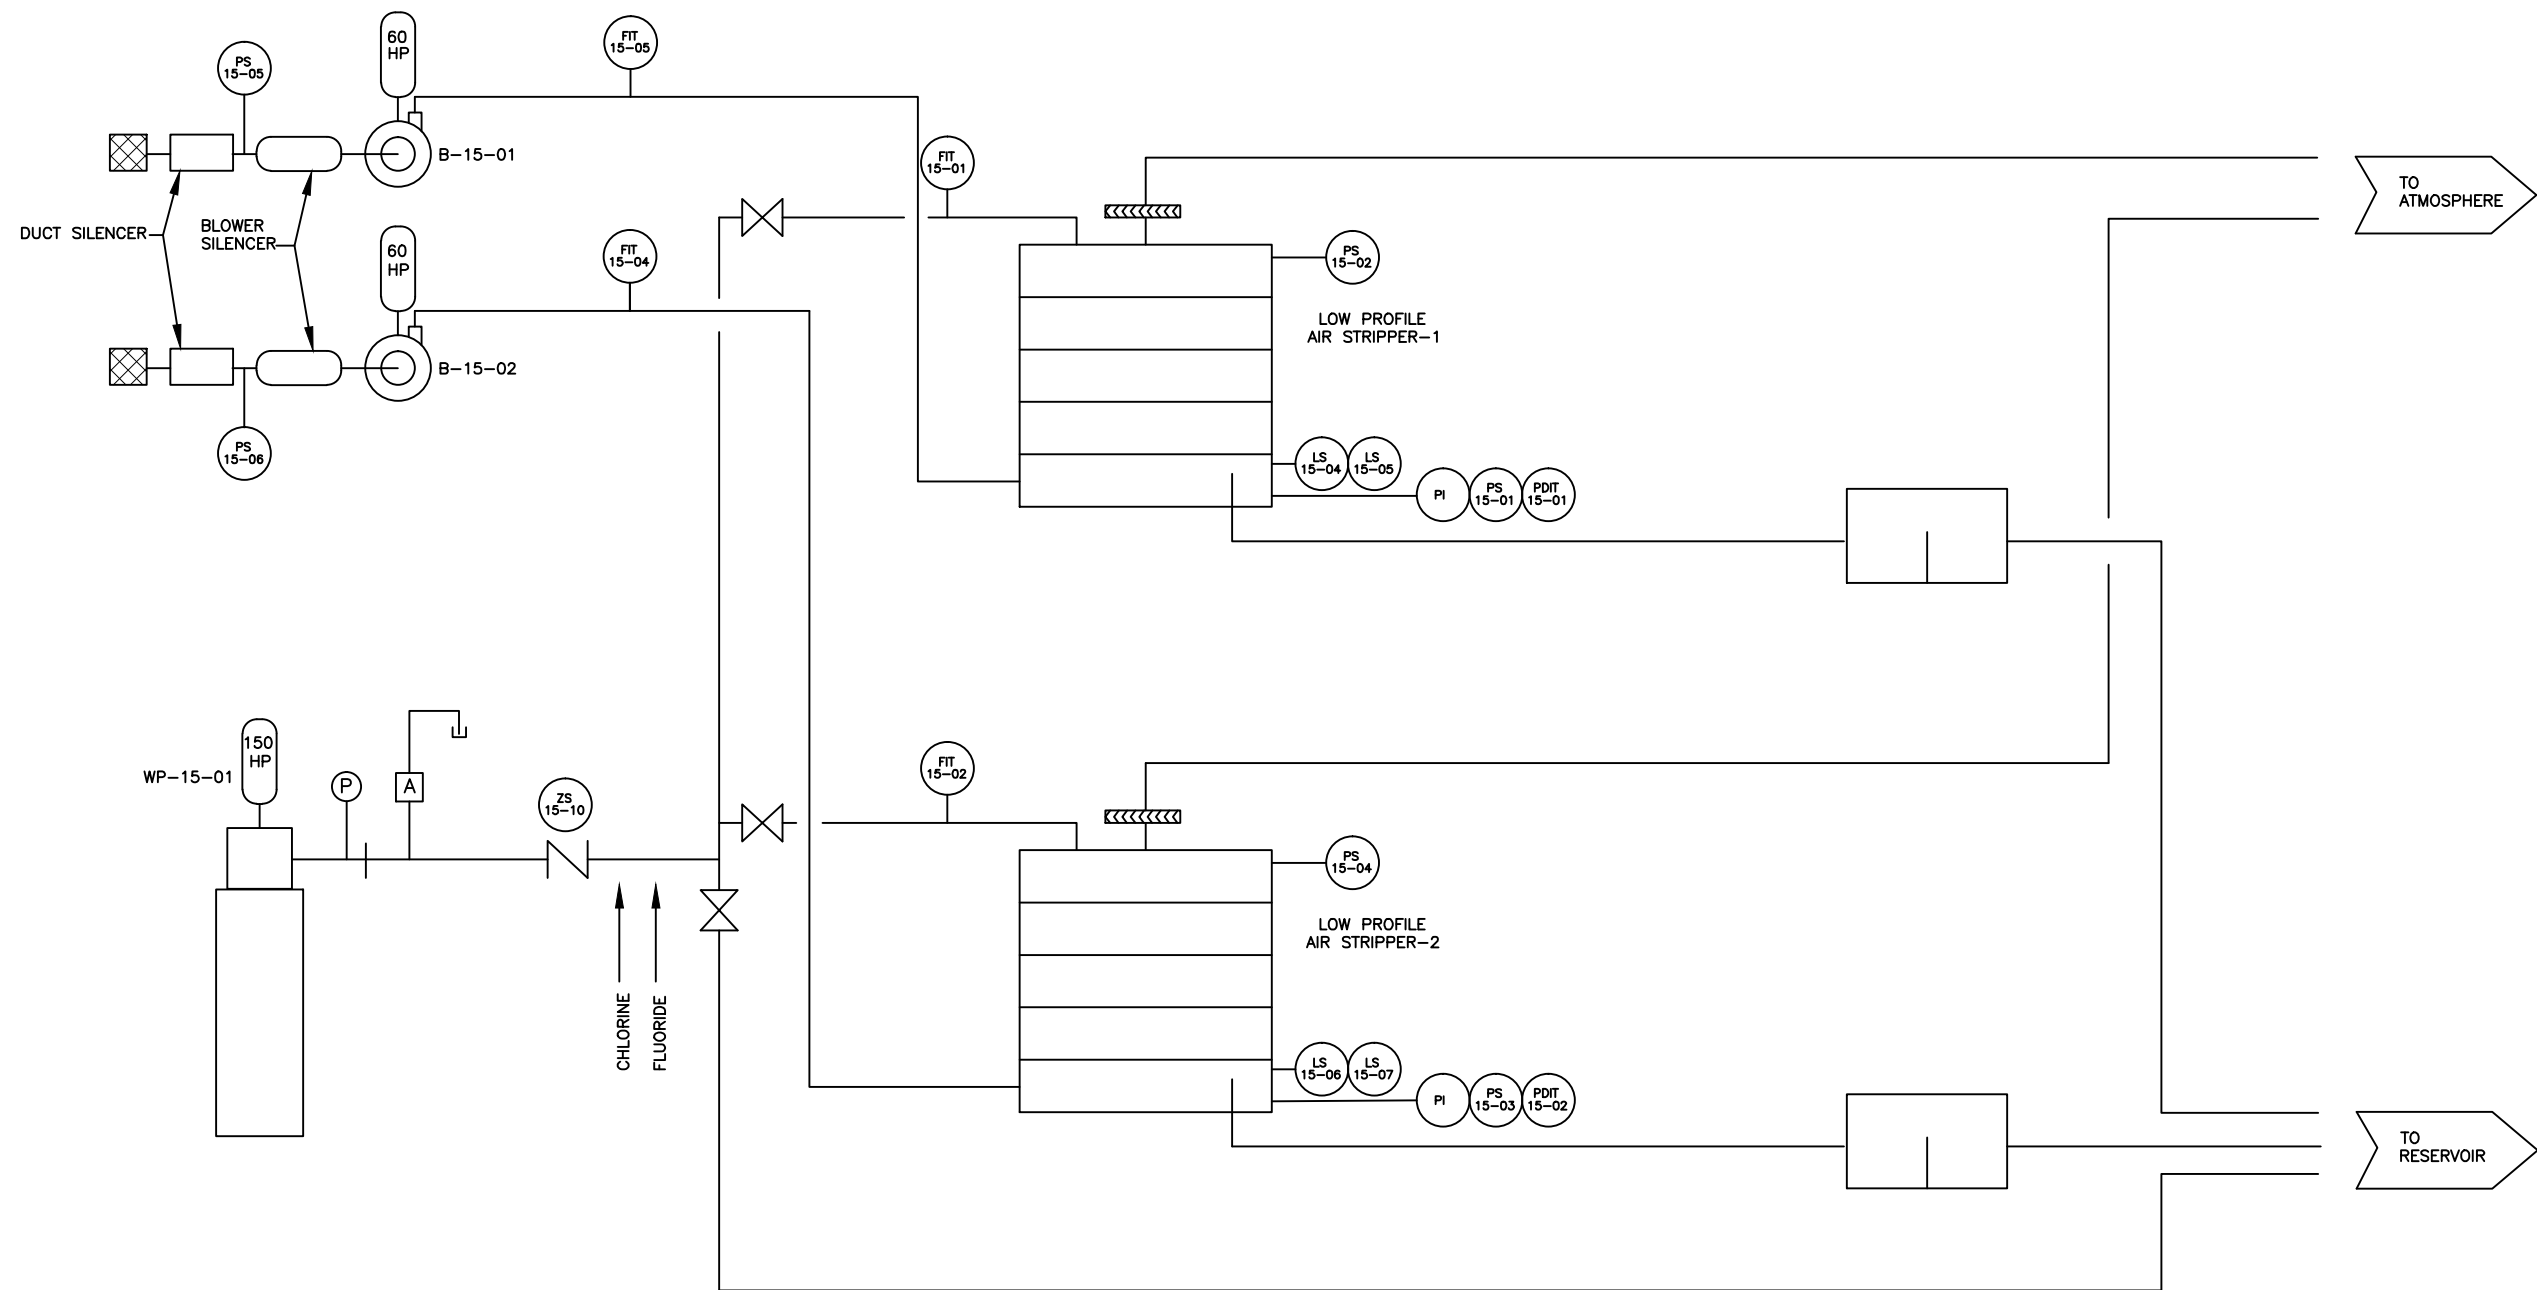 60
HP
FIT
15-05
PS
15-05
B-15-01
FIT
15-01
TO
ATMOSPHERE
DUCT SILENCER
BLOWER
SILENCER
60
HP
FIT
15-04
PS
15-02
LOW PROFILE
AIR STRIPPER-1
B-15-02
PS
15-06
LS
15-04
LS
15-05
PI
PS
15-01
PDIT
15-01
150
HP
WP-15-01
P
A
ZS
15-10
FIT
15-02
PS
15-04
LOW PROFILE
AIR STRIPPER-2
CHLORINE
FLUORIDE
LS
15-06
LS
15-07
PI
PS
15-03
PDIT
15-02
TO
RESERVOIR